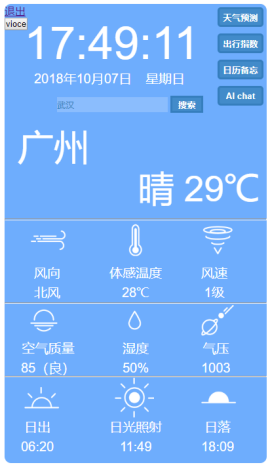 退出
vloce
17:49:11
2018年10月07日 星期日
天气预测
出行指数
日历备忘
AI chat
武汉
搜索
广州
晴 29℃
风向 体感温度 风速
北风 28℃ 1级
空气质量 湿度 气压
85（良） 50% 1003
日出 日光照射 日落
06:20 11:49 18:09